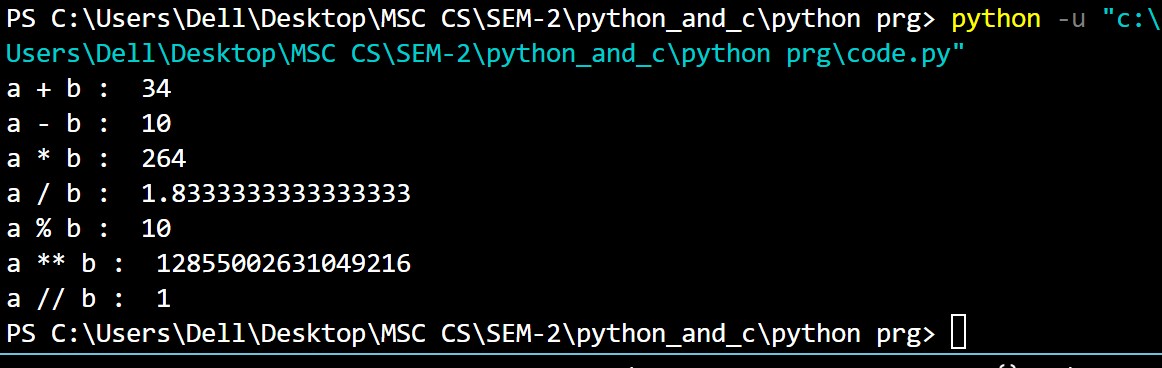 PS C:\Users\Dell\Desktop\MSC CS\SEM-2\python_and_c\python prg> python -u "c:\
Users\Dell\Desktop\MSC CS\SEM-2\python_and_c\python prg\code.py"
a + b :  34
a - b :  10
a * b :  264
a / b :  1.8333333333333333
a % b :  10
a ** b :  12855002631049216
a // b :  1
PS C:\Users\Dell\Desktop\MSC CS\SEM-2\python_and_c\python prg>